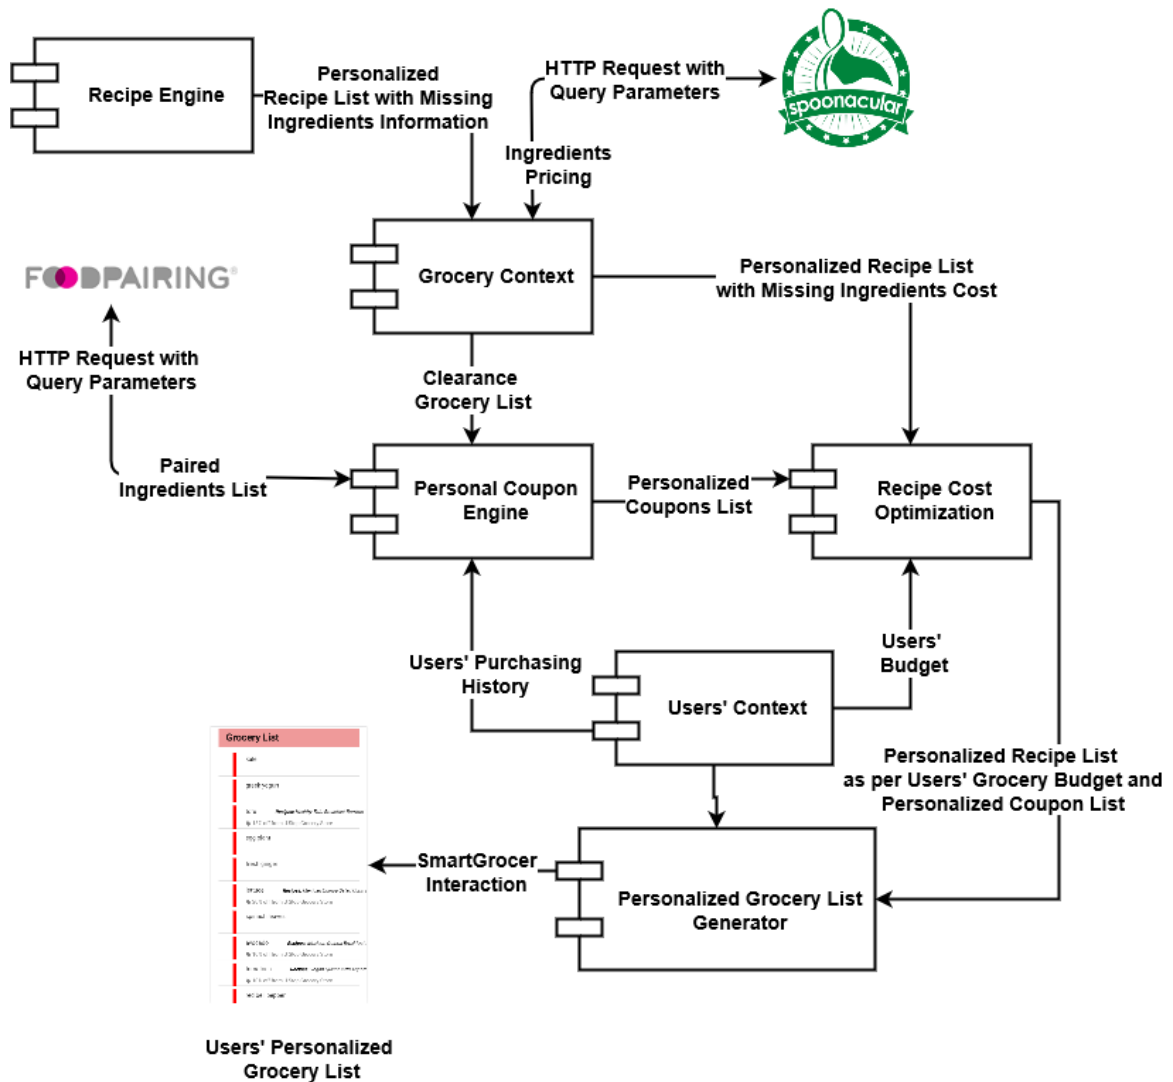 Recipe Engine
Personalized
Recipe List with Missing
Ingredients Information
HTTP Request with
Query Parameters
spoonacular
Ingredients
Pricing
FOODPAIRING®
Grocery Context
Personalized Recipe List
with Missing Ingredients Cost
HTTP Request with
Query Parameters
Clearance
Grocery List
Paired
Ingredients List
Personal Coupon
Engine
Personalized
Coupons List
Recipe Cost
Optimization
Users' Purchasing
History
Users'
Budget
Users' Context
Grocery List
Personalized Recipe List
as per Users' Grocery Budget and
Personalized Coupon List
SmartGrocer
Interaction
Personalized Grocery List
Generator
Users' Personalized
Grocery List